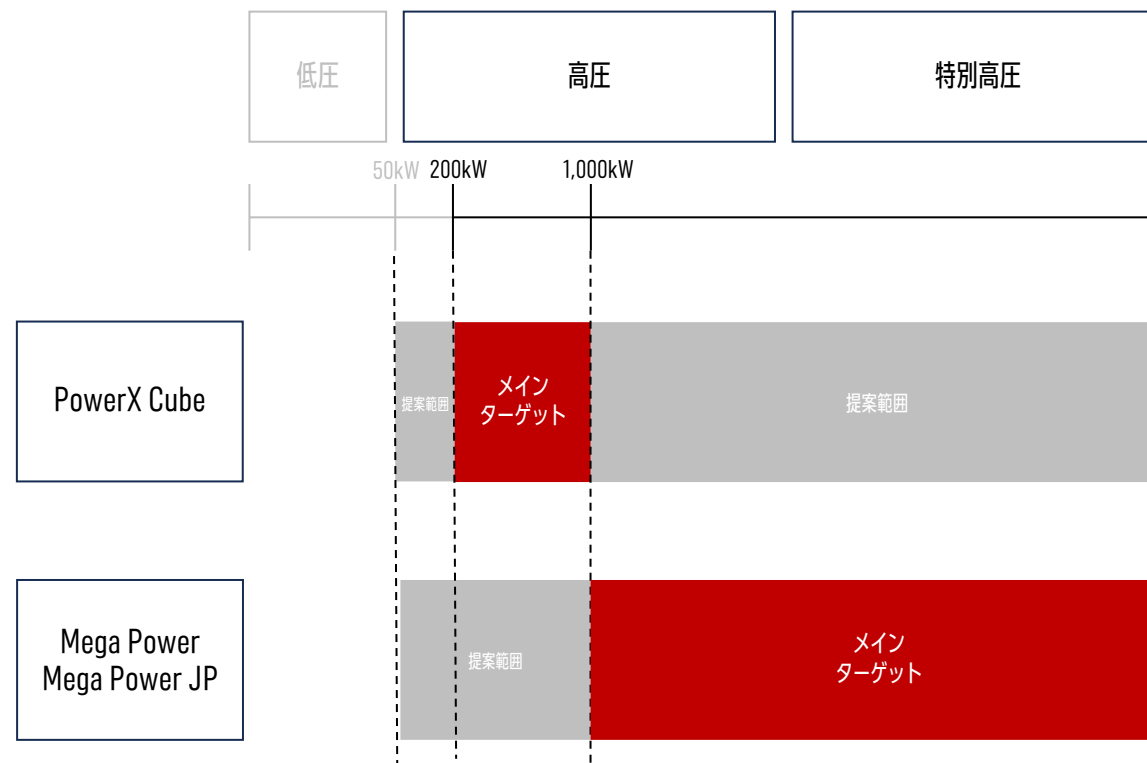 低圧
高圧
特別高圧
50kW
200kW
1,000kW
PowerX Cube
提案範囲
メイン
ターゲット
提案範囲
Mega Power
Mega Power JP
提案範囲
メイン
ターゲット